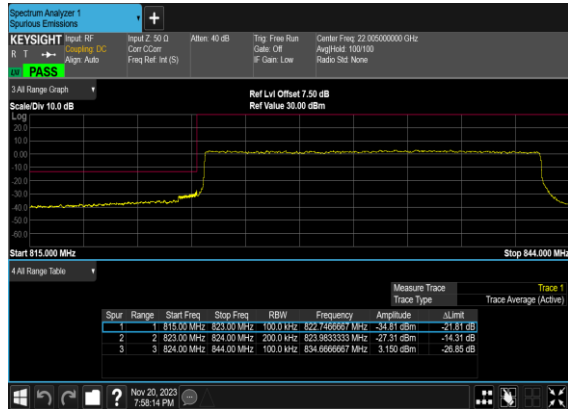 Spectrum Analyzer 1
Spurious Emissions
KEYSIGHT
R T
Input: RF
Coupling: DC
Align: Auto
Input Z: 50 Ω
Corr CCorr
Freq Ref: Int (S)
Atten: 40 dB
Trig: Free Run
Gate: Off
IF Gain: Low
Center Freq: 22.005000000 GHz
Avg|Hold: 100/100
Radio Std: None
PASS
3 All Range Graph
Scale/Div 10.0 dB
Ref Lvl Offset 7.50 dB
Ref Value 30.00 dBm
Log
20.0
10.0
0.00
-10.0
-20.0
-30.0
-40.0
-50.0
-60.0
Start 815.000 MHz
Stop 844.000 MHz
4 All Range Table
Measure Trace Trace 1
Trace Type Trace Average (Active)
Spur Range Start Freq Stop Freq RBW Frequency Amplitude ΔLimit
1 1 815.00 MHz 823.00 MHz 100.0 kHz 822.7466667 MHz -34.81 dBm -21.81 dB
2 2 823.00 MHz 824.00 MHz 200.0 kHz 823.9833333 MHz -27.31 dBm -14.31 dB
3 3 824.00 MHz 844.00 MHz 100.0 kHz 834.6666667 MHz 3.150 dBm -26.85 dB
?
Nov 20, 2023
7:58:14 PM